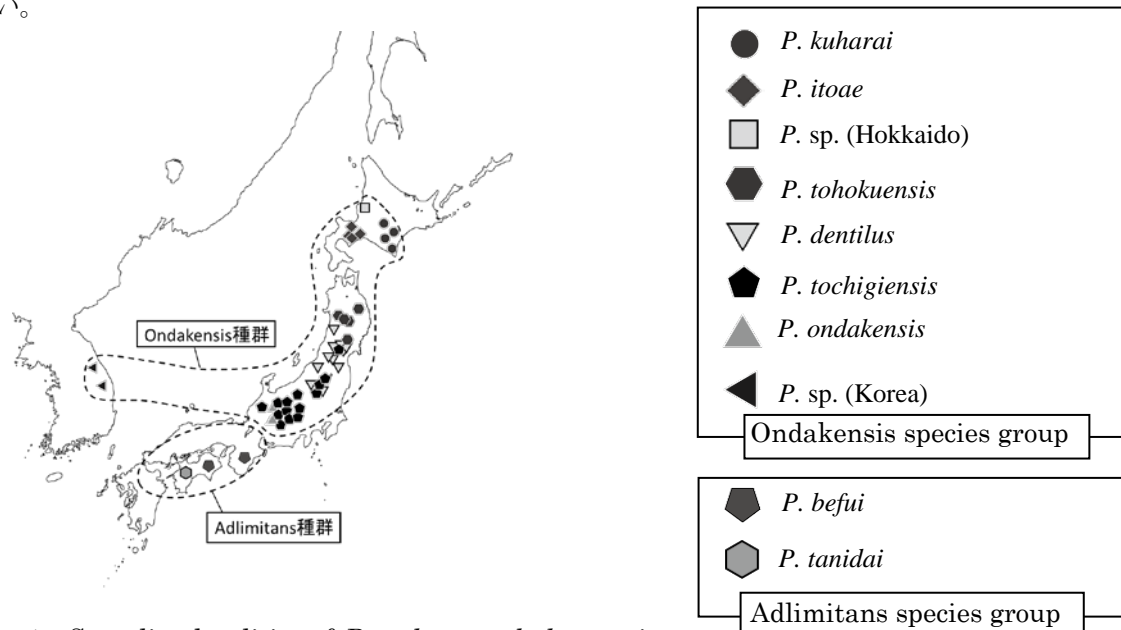 い。
Ondakensis種群
Adlimitans種群
P. kuharai
P. itoae
P. sp. (Hokkaido)
P. tohokuensis
P. dentilus
P. tochigiensis
P. ondakensis
P. sp. (Korea)
Ondakensis species group
P. befui
P. tanidai
Adlimitans species group